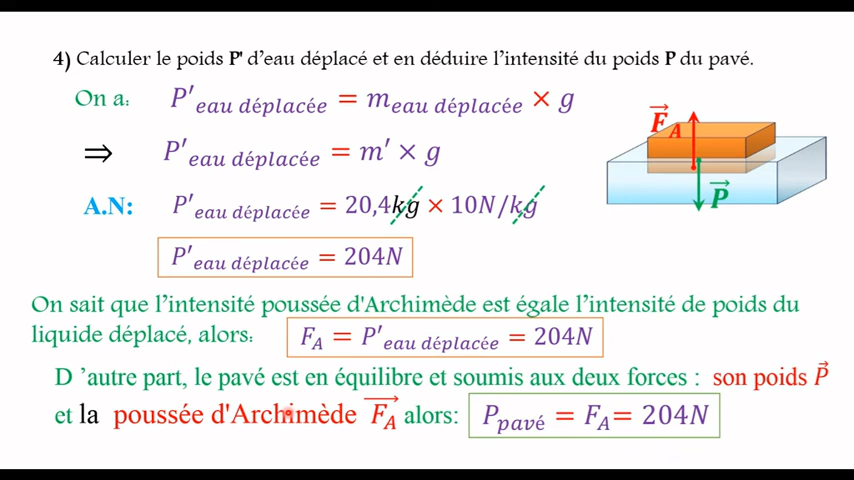 4) Calculer le poids P' d'eau déplacé et en déduire l'intensité du poids P du pavé.
On a: P'eau déplacée = meau déplacée × g
⇒ P'eau déplacée = m' × g
A.N: P'eau déplacée = 20,4kg × 10N/kg
P'eau déplacée = 204N
F⃗A
P⃗
On sait que l'intensité poussée d'Archimède est égale l'intensité de poids du
liquide déplacé, alors: FA = P'eau déplacée = 204N
D 'autre part, le pavé est en équilibre et soumis aux deux forces : son poids P⃗
et la poussée d'Archimède F⃗A alors: Ppavé = FA= 204N